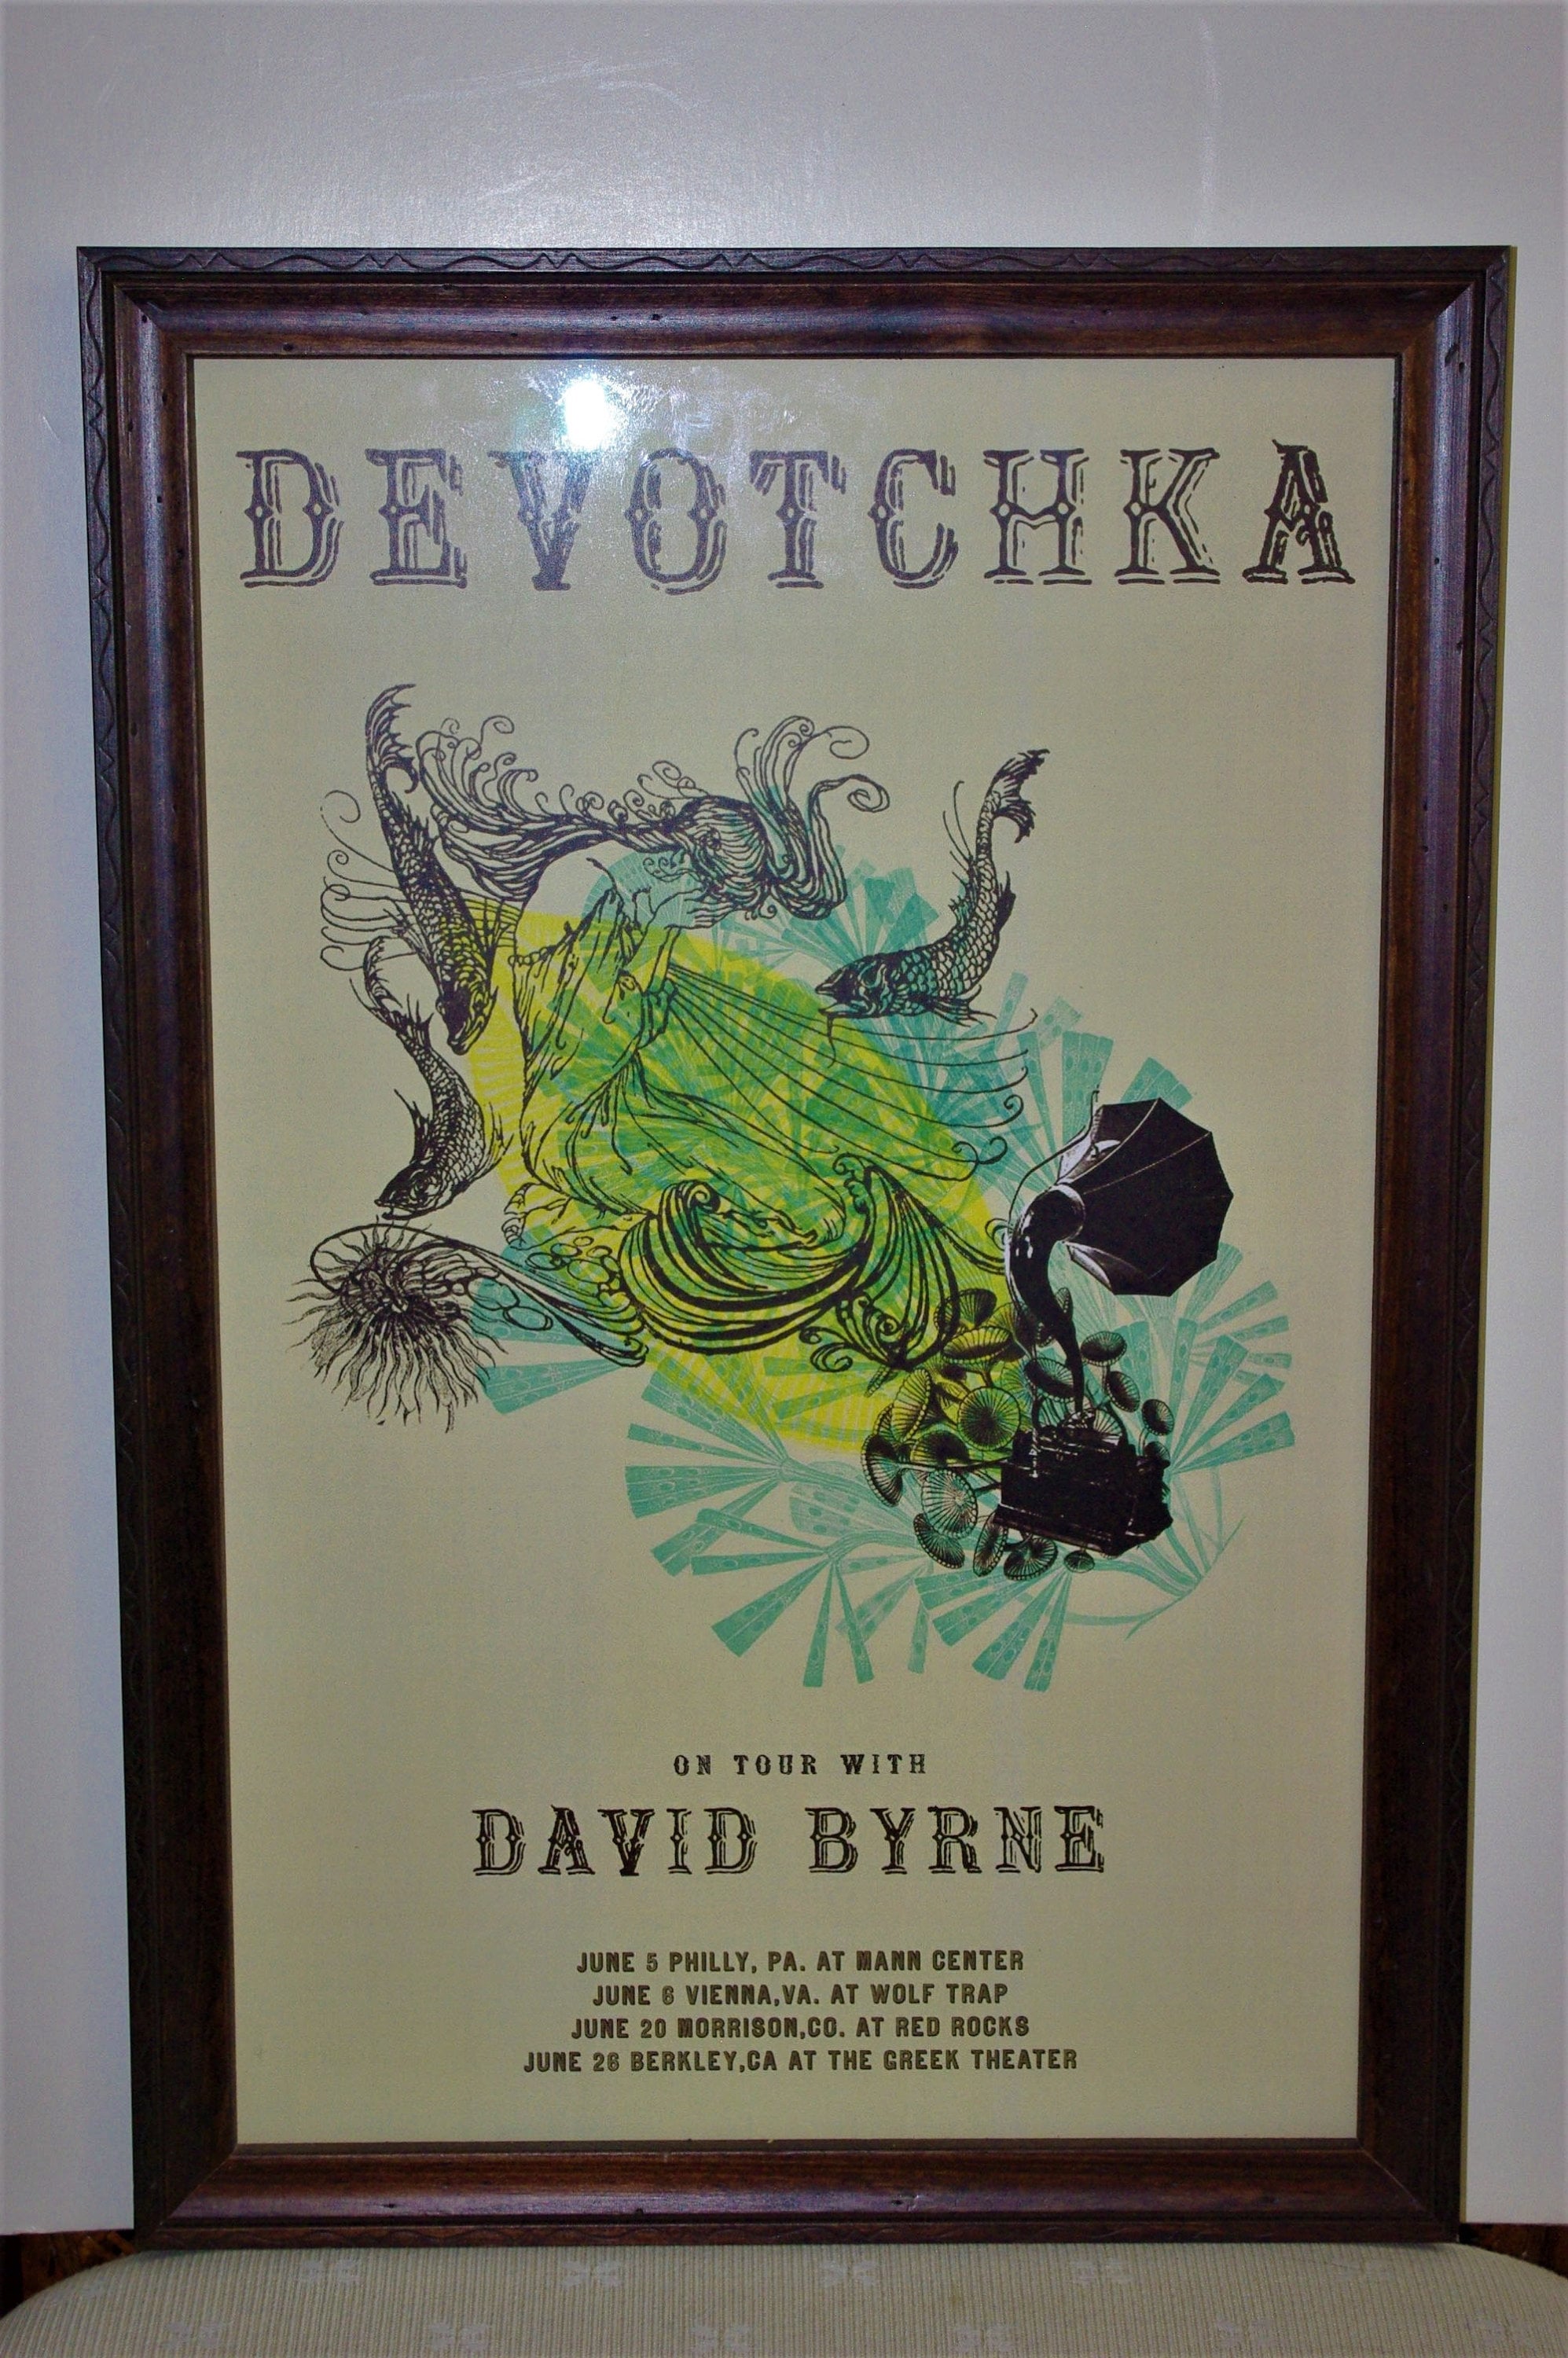 DEVOTCHKA
ON TOUR WITH
DAVID BYRNE
JUNE 5 PHILLY, PA. AT MANN CENTER
JUNE 6 VIENNA,VA. AT WOLF TRAP
JUNE 20 MORRISON,CO. AT RED ROCKS
JUNE 26 BERKLEY,CA AT THE GREEK THEATER